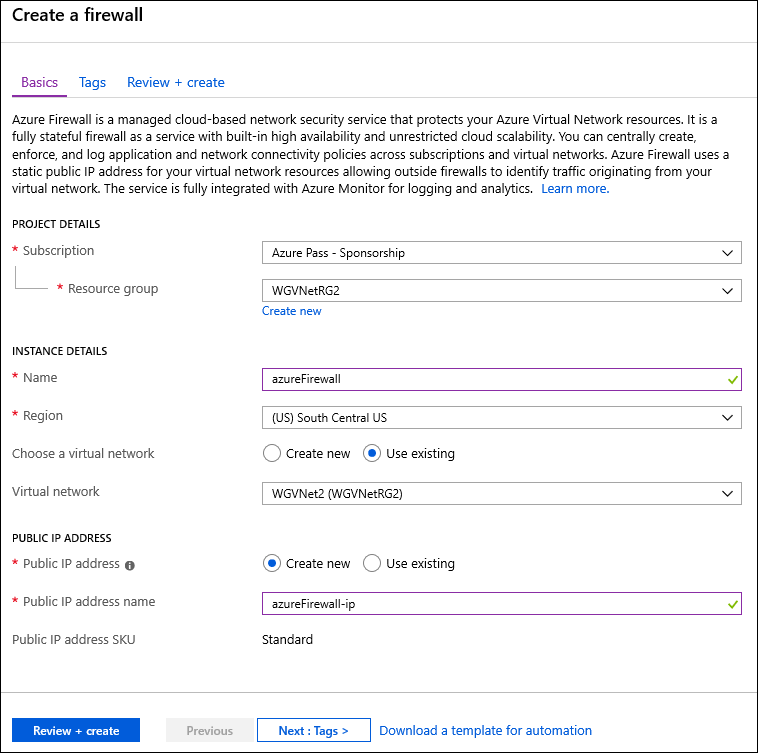 Create a firewall
Basics Tags Review + create
Azure Firewall is a managed cloud-based network security service that protects your Azure Virtual Network resources. It is a
fully stateful firewall as a service with built-in high availability and unrestricted cloud scalability. You can centrally create,
enforce, and log application and network connectivity policies across subscriptions and virtual networks. Azure Firewall uses a
static public IP address for your virtual network resources allowing outside firewalls to identify traffic originating from your
virtual network. The service is fully integrated with Azure Monitor for logging and analytics. Learn more.
PROJECT DETAILS
* Subscription Azure Pass - Sponsorship
* Resource group WGVNetRG2
Create new
INSTANCE DETAILS
* Name azureFirewall
* Region (US) South Central US
Choose a virtual network Create new Use existing
Virtual network WGVNet2 (WGVNetRG2)
PUBLIC IP ADDRESS
* Public IP address Create new Use existing
* Public IP address name azureFirewall-ip
Public IP address SKU Standard
Review + create Previous Next : Tags > Download a template for automation